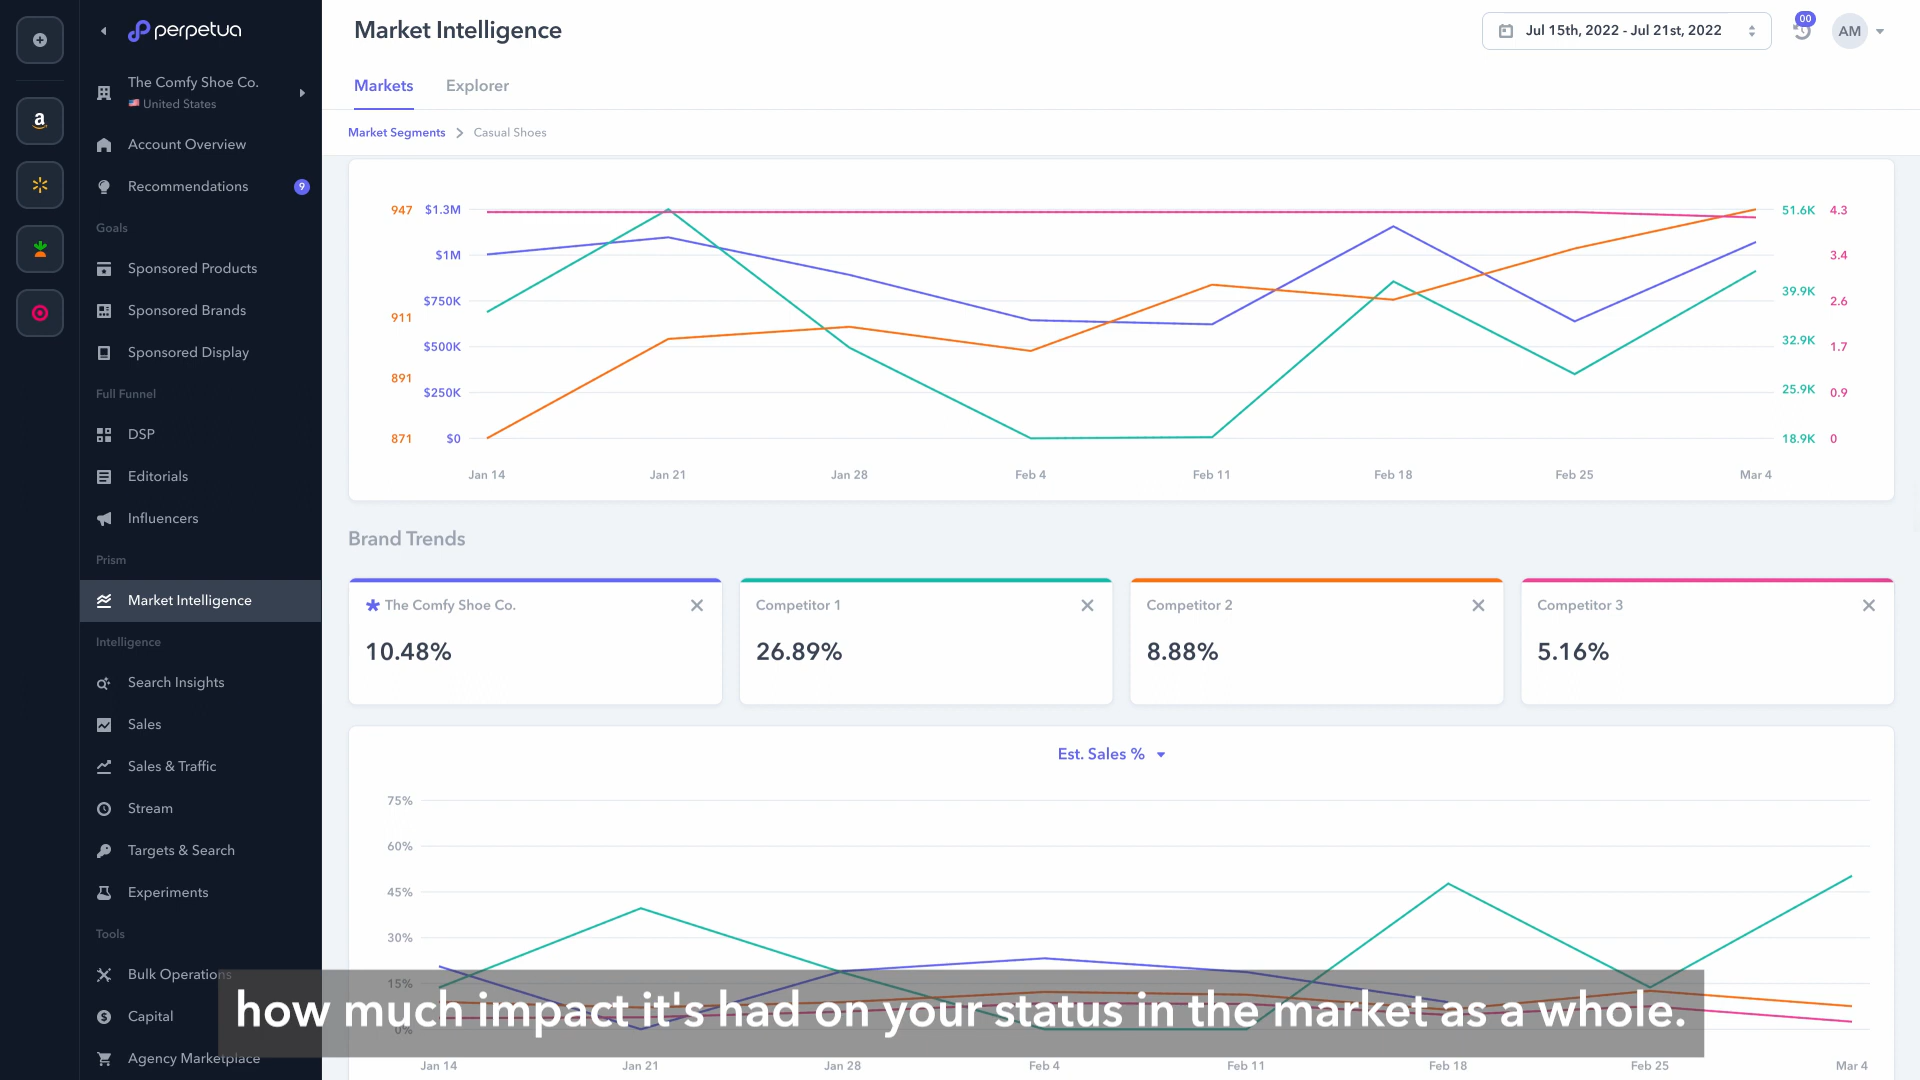 perpetua
The Comfy Shoe Co.
United States
Account Overview
Recommendations 9
Goals
Sponsored Products
Sponsored Brands
Sponsored Display
Full Funnel
DSP
Editorials
Influencers
Prism
Market Intelligence
Intelligence
Search Insights
Sales
Sales & Traffic
Stream
Targets & Search
Experiments
Tools
Bulk Operations
Capital
Agency Marketplace
a
Market Intelligence
Jul 15th, 2022 - Jul 21st, 2022
00
AM
Markets Explorer
Market Segments > Casual Shoes
947 $1.3M 51.6K 4.3
$1M 3.4
39.9K
$750K 2.6
911
32.9K
$500K 1.7
891
25.9K
$250K 0.9
871 $0 18.9K 0
Jan 14 Jan 21 Jan 28 Feb 4 Feb 11 Feb 18 Feb 25 Mar 4
Brand Trends
The Comfy Shoe Co.
10.48%
Competitor 1
26.89%
Competitor 2
8.88%
Competitor 3
5.16%
Est. Sales %
75%
60%
45%
30%
15%
0%
how much impact it's had on your status in the market as a whole.
Jan 14 Jan 21 Jan 28 Feb 4 Feb 11 Feb 18 Feb 25 Mar 4